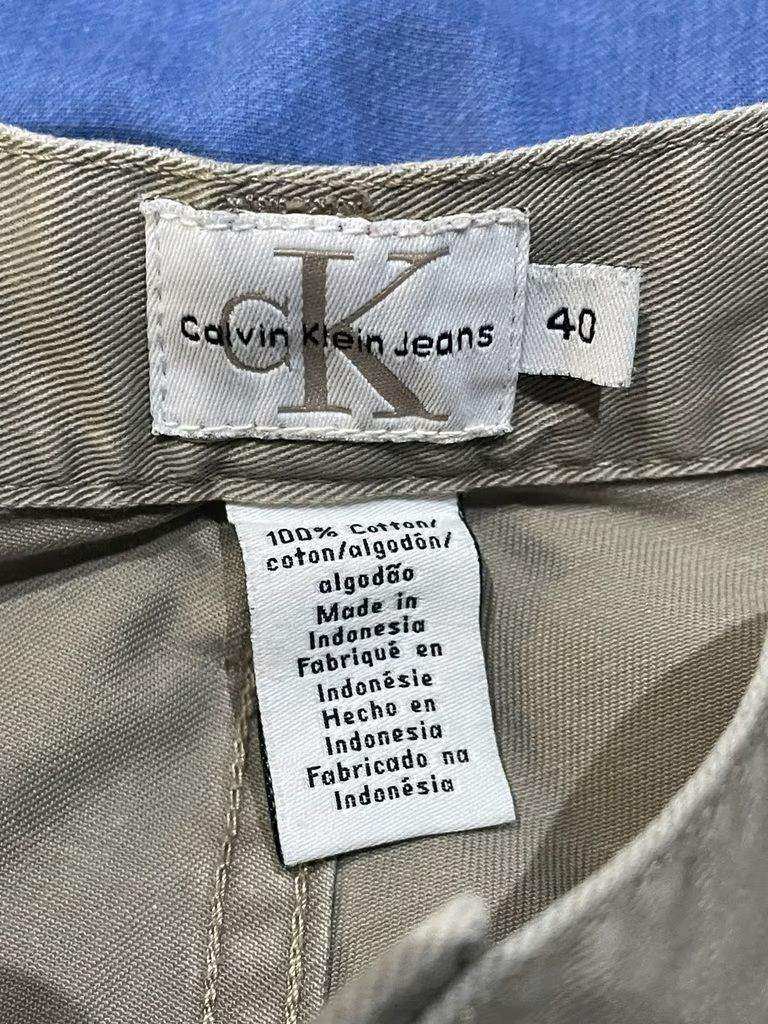 CK
Calvin Klein Jeans
40
100% Cotton/
coton/algodôn/
algodão
Made in
Indonesia
Fabriqué en
Indonésie
Hecho en
Indonesia
Fabricado na
Indonésia